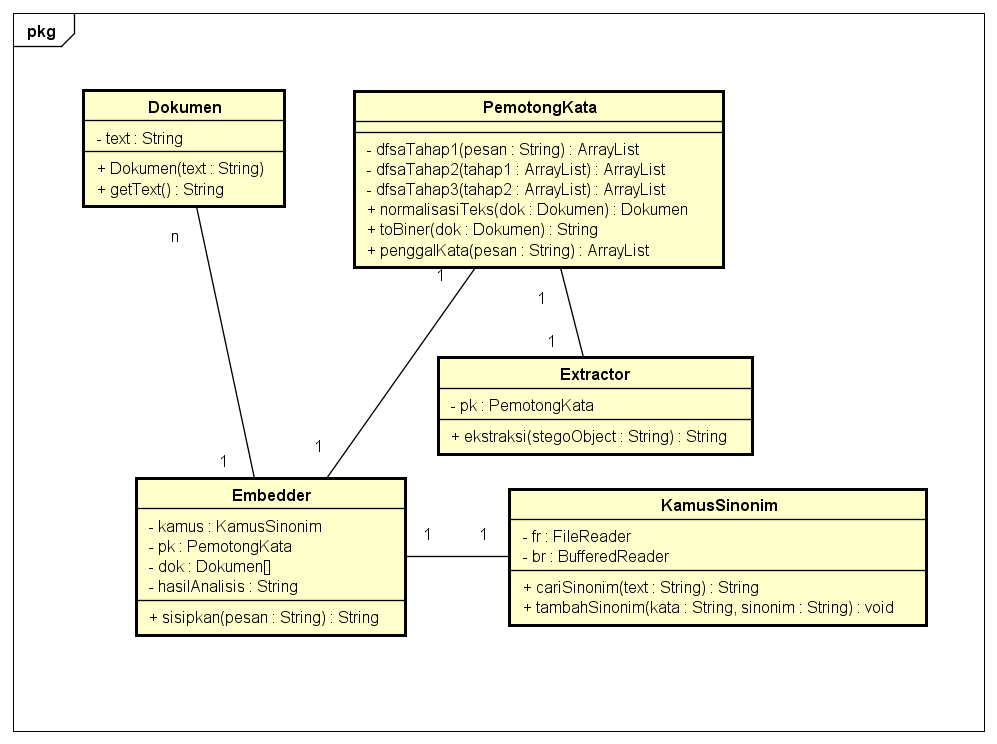 pkg
Dokumen
- text : String
+ Dokumen(text : String)
+ getText() : String
PemotongKata
- dfsaTahap1(pesan : String) : ArrayList
- dfsaTahap2(tahap1 : ArrayList) : ArrayList
- dfsaTahap3(tahap2 : ArrayList) : ArrayList
+ normalisasiTeks(dok : Dokumen) : Dokumen
+ toBiner(dok : Dokumen) : String
+ penggalKata(pesan : String) : ArrayList
n
1
1
1
1
1
Extractor
- pk : PemotongKata
+ ekstraksi(stegoObject : String) : String
Embedder
- kamus : KamusSinonim
- pk : PemotongKata
- dok : Dokumen[]
- hasilAnalisis : String
+ sisipkan(pesan : String) : String
1
1
KamusSinonim
- fr : FileReader
- br : BufferedReader
+ cariSinonim(text : String) : String
+ tambahSinonim(kata : String, sinonim : String) : void